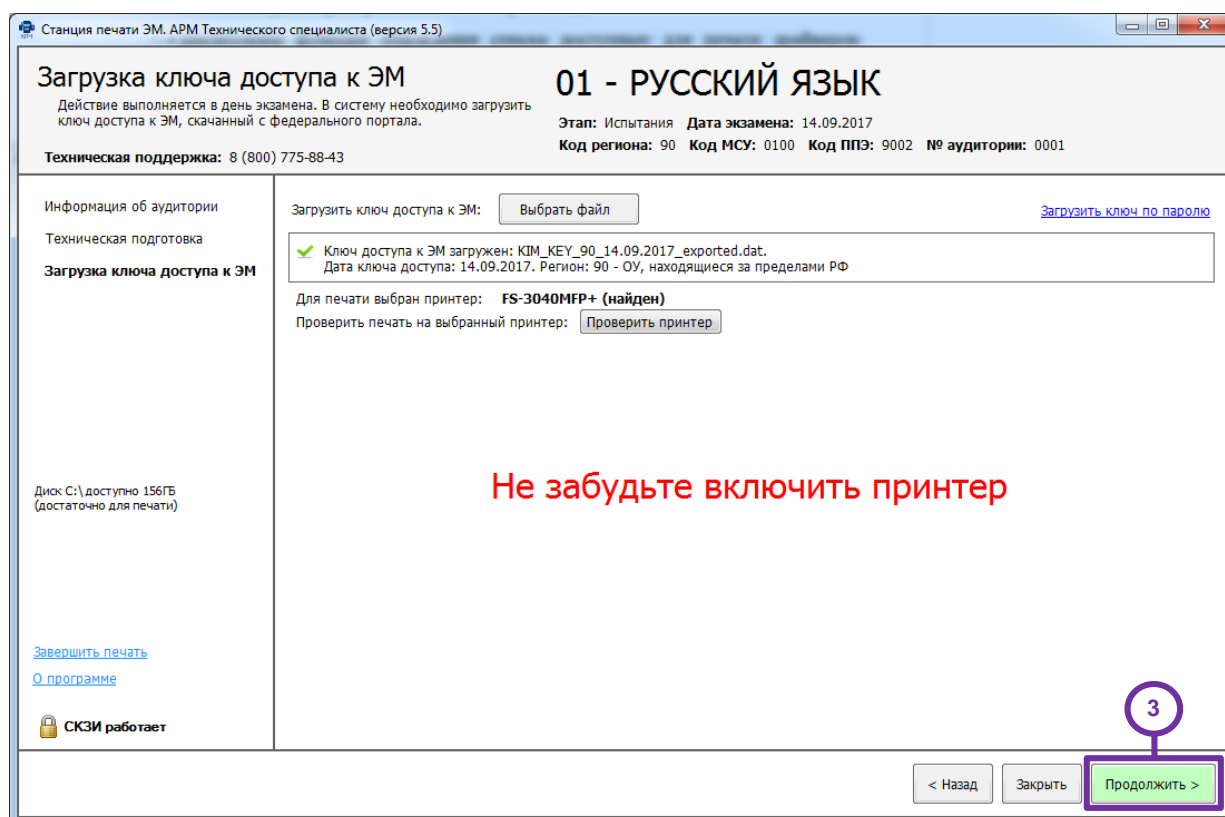 Станция печати ЭМ. АРМ Технического специалиста (версия 5.5)
Загрузка ключа доступа к ЭМ
Действие выполняется в день экзамена. В систему необходимо загрузить
ключ доступа к ЭМ, скачанный с федерального портала.
Техническая поддержка: 8 (800) 775-88-43
01 - РУССКИЙ ЯЗЫК
Этап: Испытания Дата экзамена: 14.09.2017
Код региона: 90 Код МСУ: 0100 Код ППЭ: 9002 № аудитории: 0001
Информация об аудитории
Техническая подготовка
Загрузка ключа доступа к ЭМ
Загрузить ключ доступа к ЭМ: Выбрать файл Загрузить ключ по паролю
Ключ доступа к ЭМ загружен: KIM_KEY_90_14.09.2017_exported.dat.
Дата ключа доступа: 14.09.2017. Регион: 90 - ОУ, находящиеся за пределами РФ
Для печати выбран принтер: FS-3040MFP+ (найден)
Проверить печать на выбранный принтер: Проверить принтер
Не забудьте включить принтер
Диск C:\ доступно 156ГБ
(достаточно для печати)
Завершить печать
О программе
СКЗИ работает
3
< Назад Закрыть Продолжить >